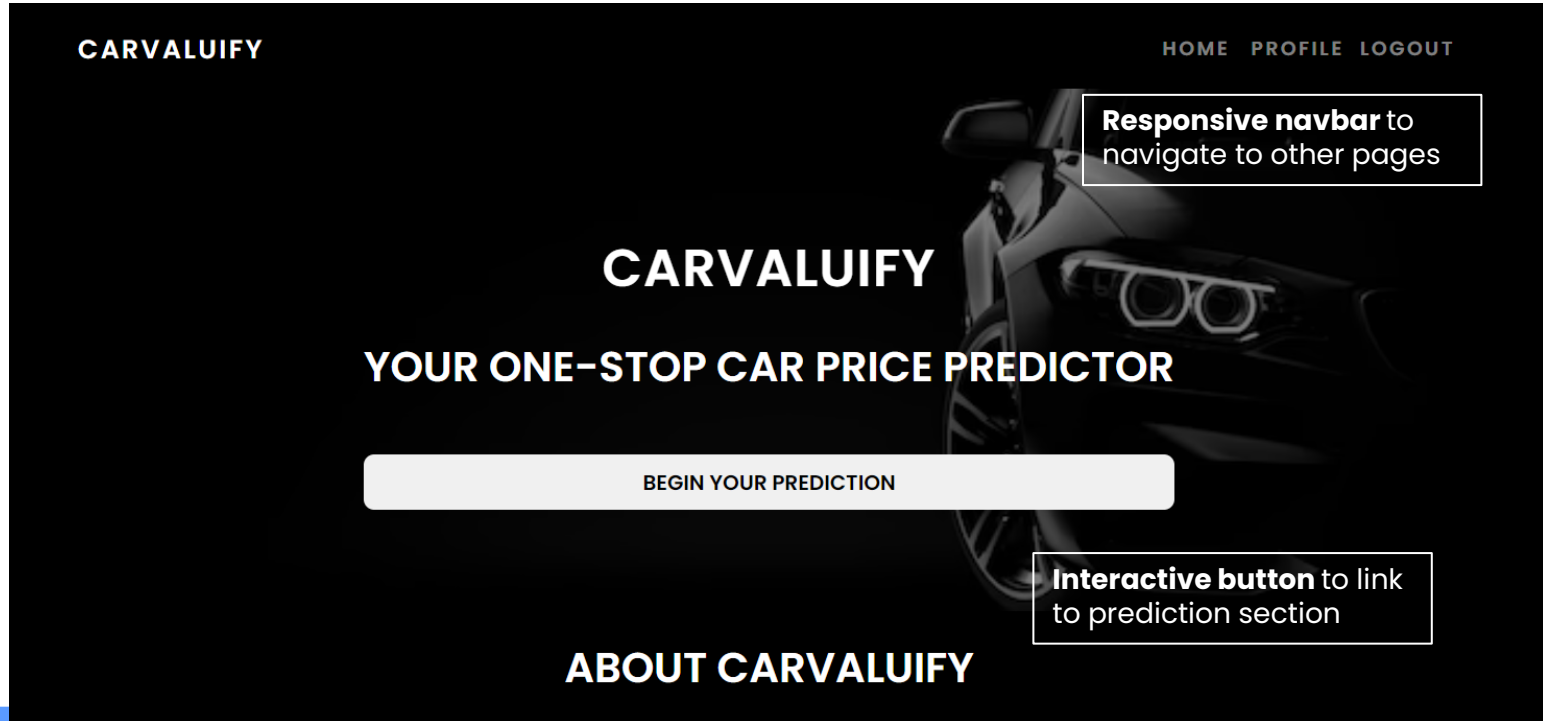 CARVALUIFY
HOME PROFILE LOGOUT
Responsive navbar to
navigate to other pages
CARVALUIFY
YOUR ONE-STOP CAR PRICE PREDICTOR
BEGIN YOUR PREDICTION
Interactive button to link
to prediction section
ABOUT CARVALUIFY